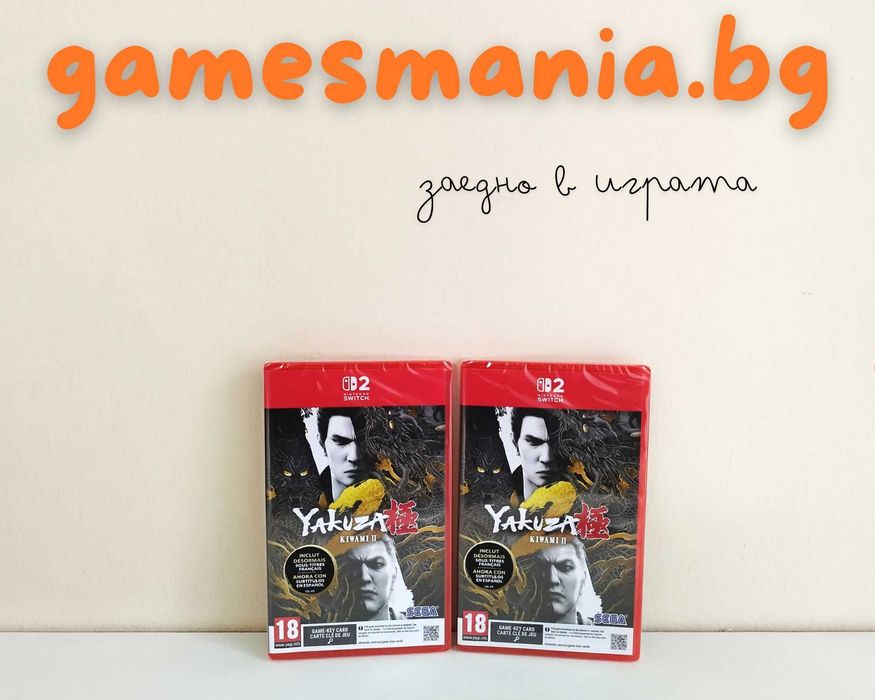 gamesmania.bg
заедно в играта
2
NINTENDO
SWITCH
2
YAKUZA極
KIWAMI II
INCLUT
DÉSORMAIS
SOUS-TITRES
FRANÇAIS
AHORA CON
SUBTÍTULOS
EN ESPAÑOL
SEGA
18
www.pegi.info
GAME-KEY CARD
CARTE CLÉ DE JEU
2
NINTENDO
SWITCH
2
YAKUZA極
KIWAMI II
INCLUT
DÉSORMAIS
SOUS-TITRES
FRANÇAIS
AHORA CON
SUBTÍTULOS
EN ESPAÑOL
SEGA
18
www.pegi.info
GAME-KEY CARD
CARTE CLÉ DE JEU